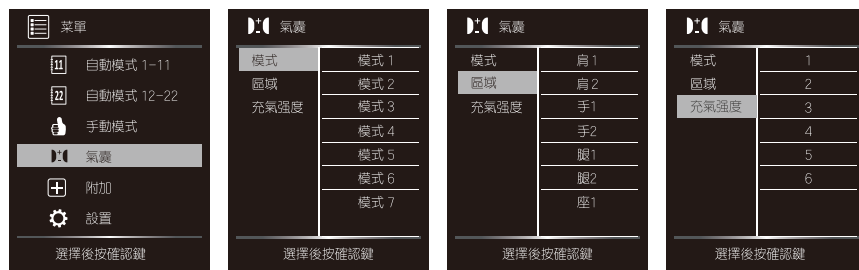 菜單
11 自動模式 1-11
22 自動模式 12-22
手動模式
氣囊
附加
設置
選擇後按確認鍵
氣囊
模式 模式 1
區域 模式 2
充氣强度 模式 3
模式 4
模式 5
模式 6
模式 7
選擇後按確認鍵
氣囊
模式 肩1
區域 肩2
充氣强度 手1
手2
腿1
腿2
座1
選擇後按確認鍵
氣囊
模式 1
區域 2
充氣强度 3
4
5
6
選擇後按確認鍵